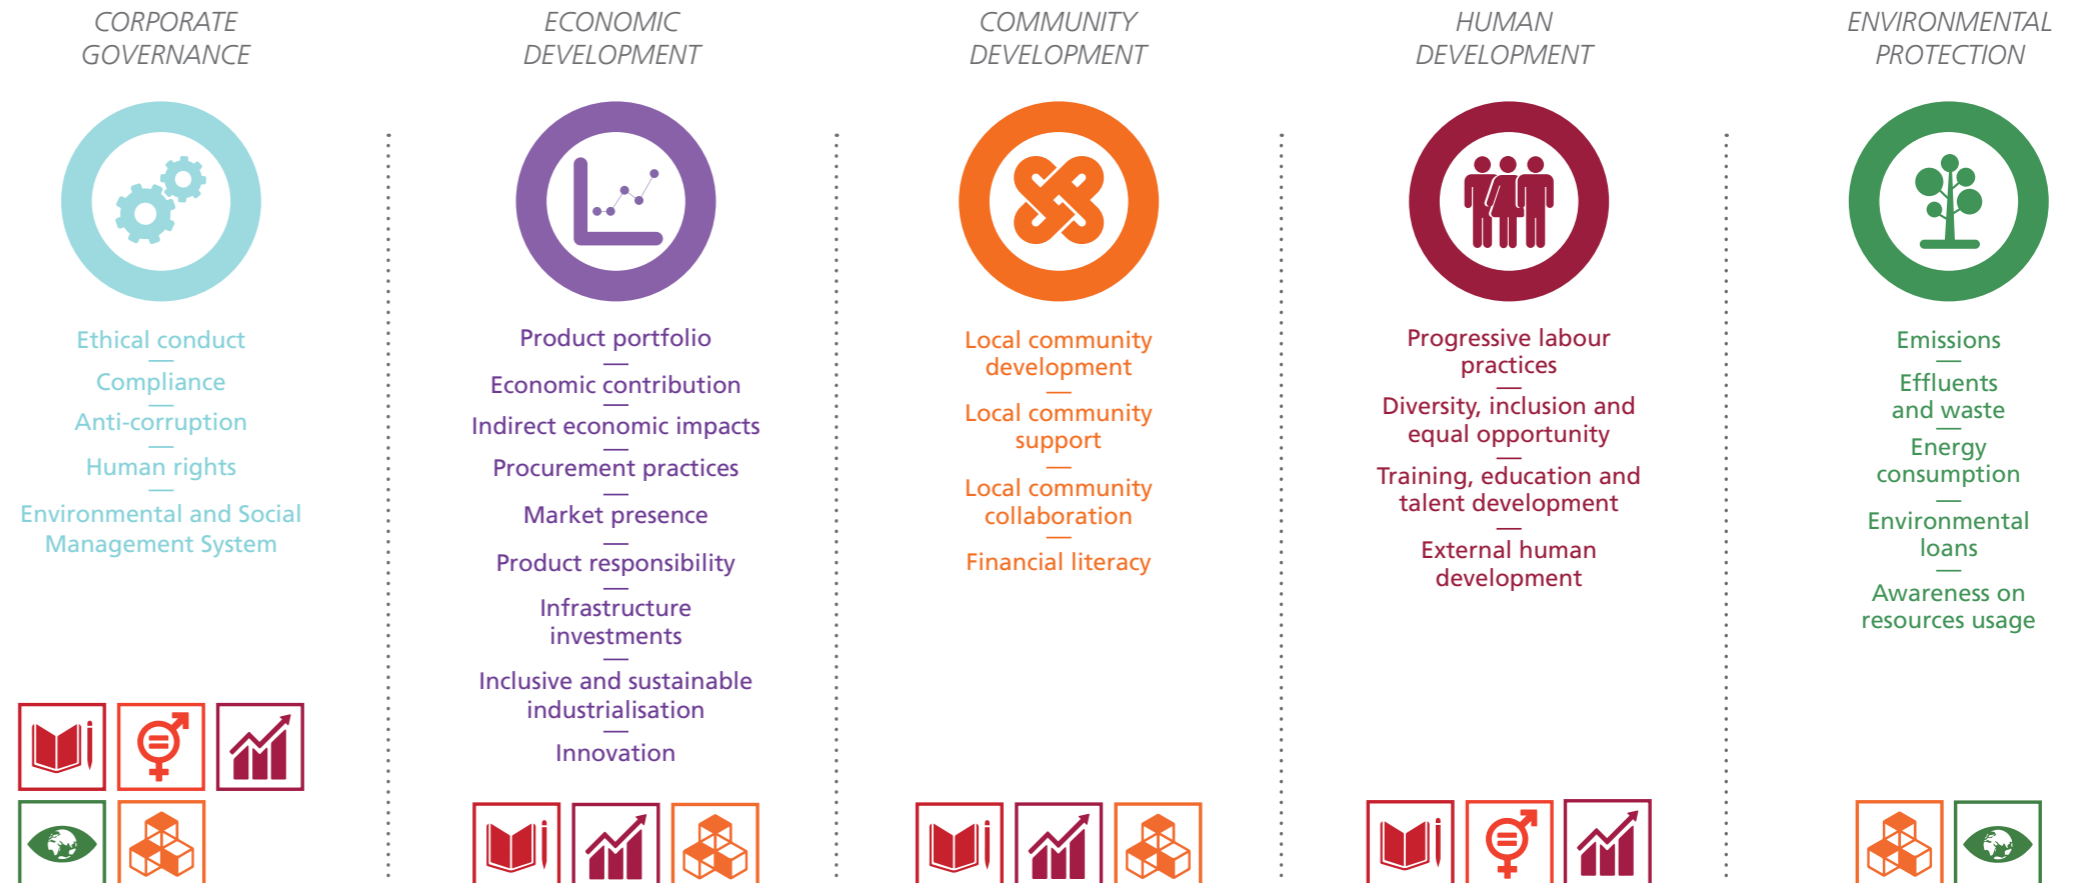 CORPORATE
GOVERNANCE
Ethical conduct
Compliance
Anti-corruption
Human rights
Environmental and Social
Management System
ECONOMIC
DEVELOPMENT
Product portfolio
Economic contribution
Indirect economic impacts
Procurement practices
Market presence
Product responsibility
Infrastructure
investments
Inclusive and sustainable
industrialisation
Innovation
COMMUNITY
DEVELOPMENT
Local community
development
Local community
support
Local community
collaboration
Financial literacy
HUMAN
DEVELOPMENT
Progressive labour
practices
Diversity, inclusion and
equal opportunity
Training, education and
talent development
External human
development
ENVIRONMENTAL
PROTECTION
Emissions
Effluents
and waste
Energy
consumption
Environmental
loans
Awareness on
resources usage